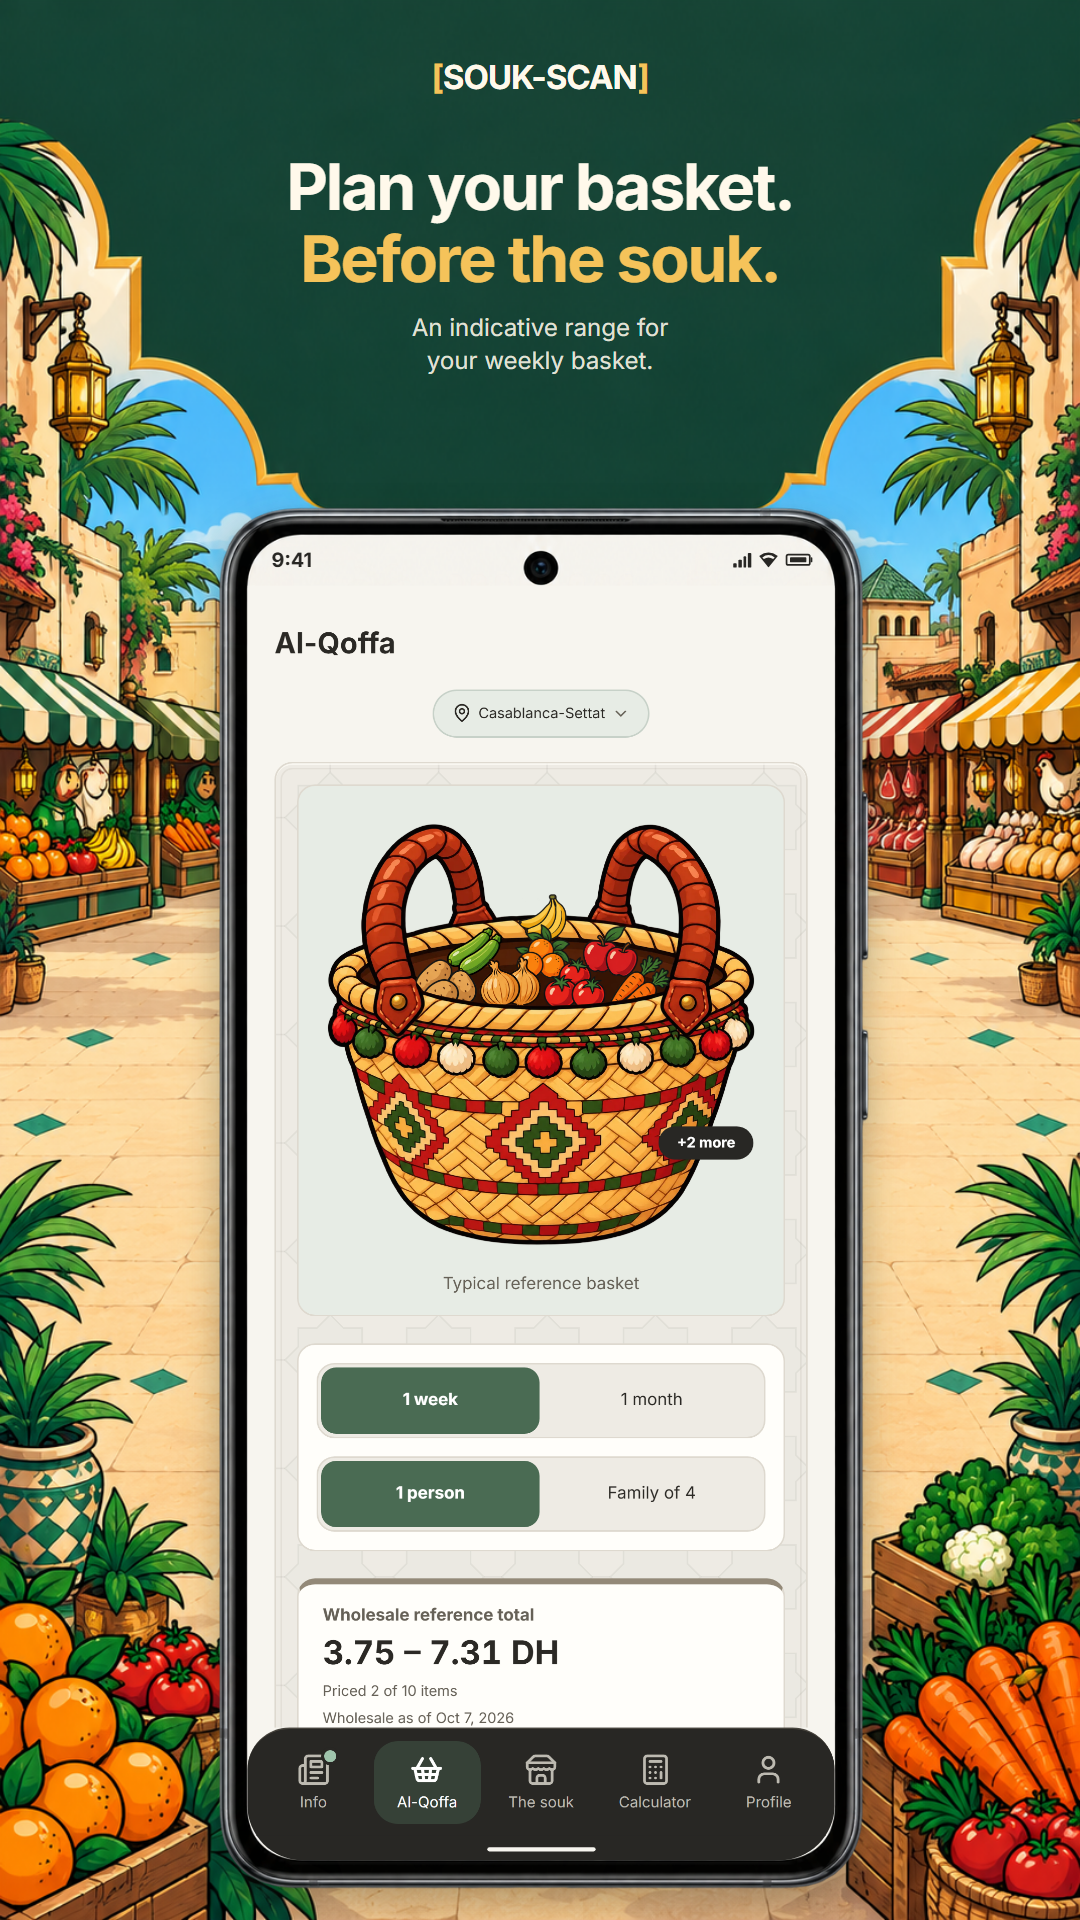 [SOUK-SCAN]
Plan your basket.
Before the souk.
An indicative range for
your weekly basket.
9:41
Al-Qoffa
Casablanca-Settat
+2 more
Typical reference basket
1 week
1 month
1 person
Family of 4
Wholesale reference total
3.75 – 7.31 DH
Priced 2 of 10 items
Wholesale as of Oct 7, 2026
Info
Al-Qoffa
The souk
Calculator
Profile